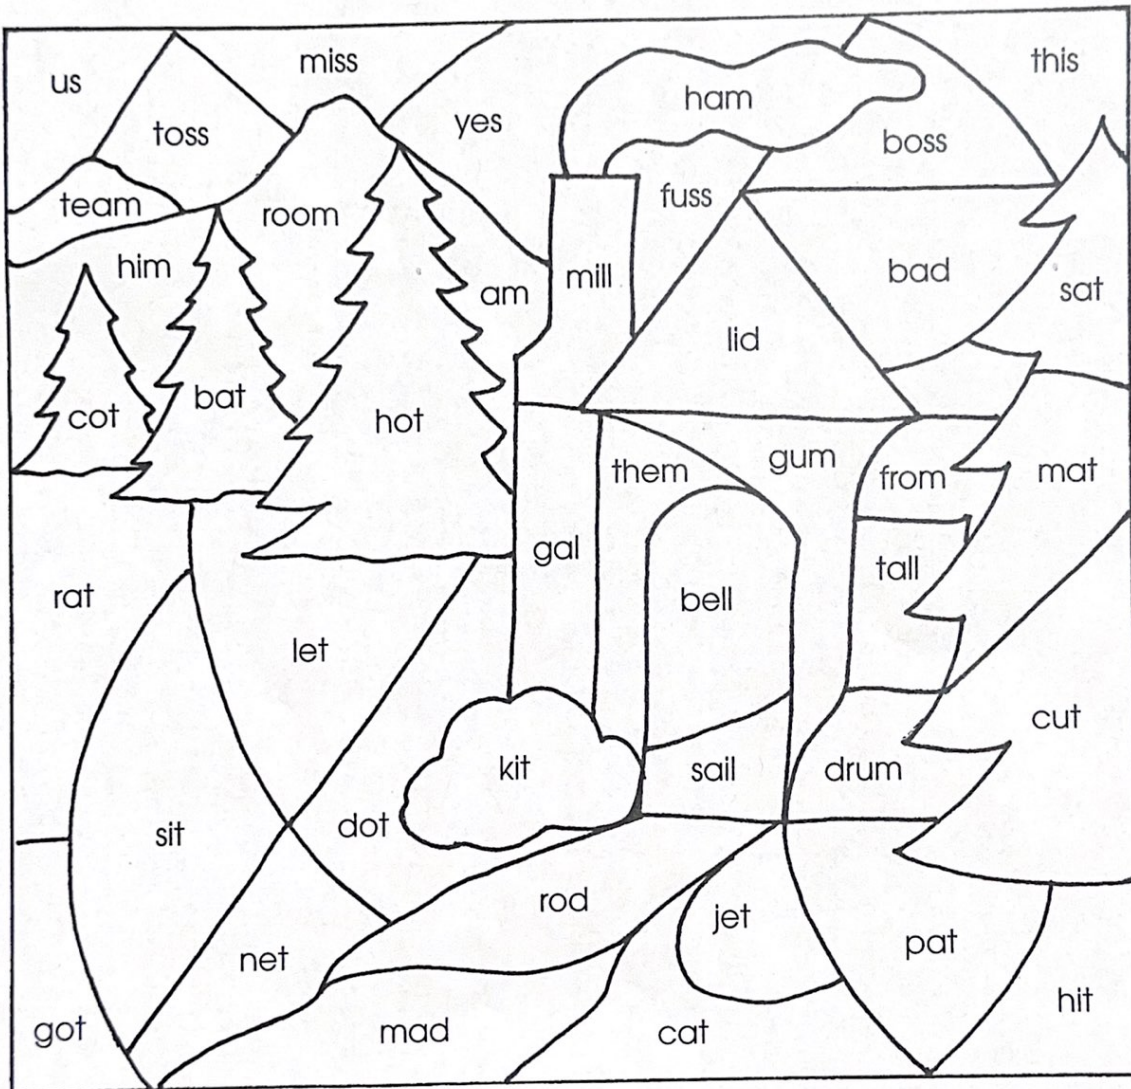 us
miss
this
toss
yes
ham
boss
team
room
fuss
him
am
mill
bad
sat
lid
cot
bat
hot
them
gum
from
mat
gal
tall
rat
bell
let
cut
kit
sail
drum
sit
dot
rod
jet
net
pat
got
mad
cat
hit